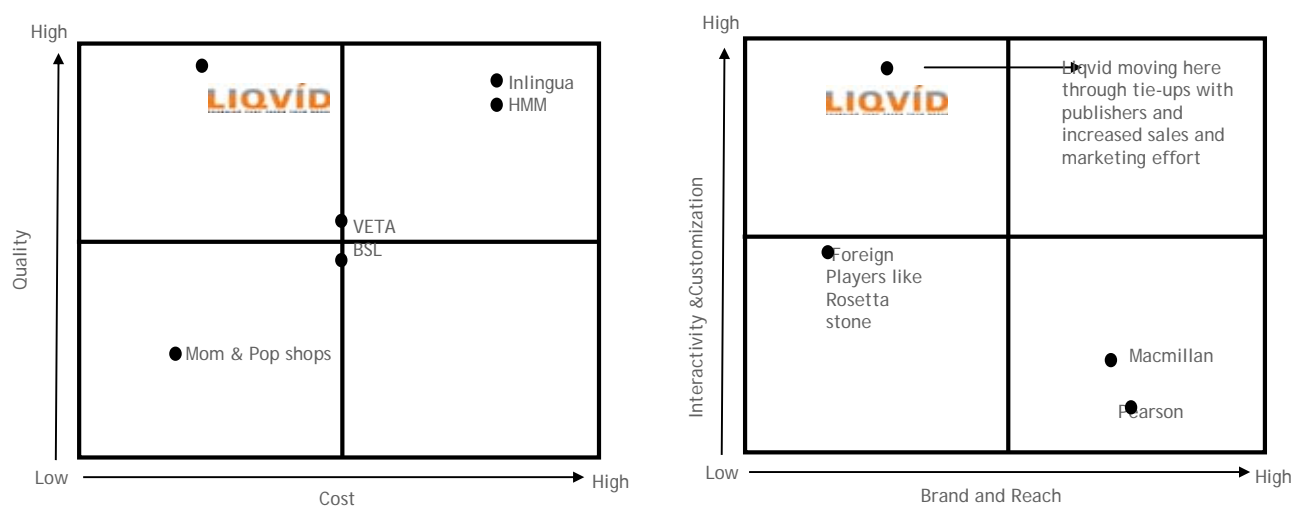 High
LIQVÍD
Inlingua
HMM
VETA
BSL
Quality
Mom & Pop shops
Low
Cost
High
High
LIQVÍD
Liqvid moving here
through tie-ups with
publishers and
increased sales and
marketing effort
Interactivity &Customization
Foreign
Players like
Rosetta
stone
Macmillan
Pearson
Low
Brand and Reach
High